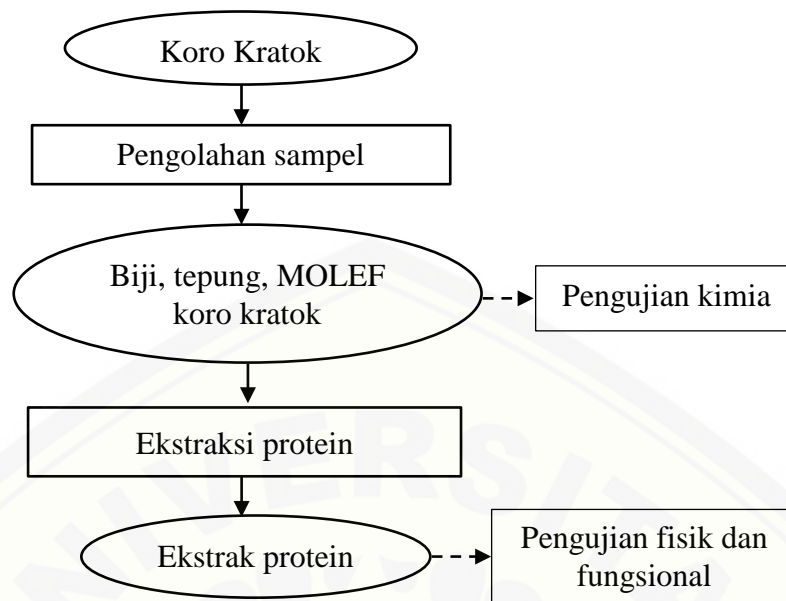 Koro Kratok
Pengolahan sampel
Biji, tepung, MOLEF
koro kratok
Pengujian kimia
Ekstraksi protein
Ekstrak protein
Pengujian fisik dan
fungsional
NIVERSITA